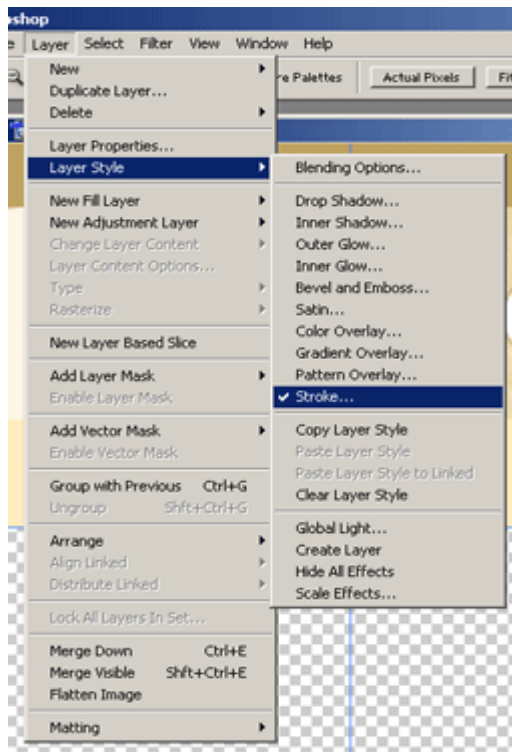 oshop
Layer Select Filter View Window Help
re Palettes Actual Pixels Fi
New
Duplicate Layer...
Delete
Layer Properties...
Layer Style
New Fill Layer
New Adjustment Layer
Change Layer Content
Layer Content Options...
Type
Rasterize
New Layer Based Slice
Add Layer Mask
Enable Layer Mask
Add Vector Mask
Enable Vector Mask
Group with Previous Ctrl+G
Ungroup Shft+Ctrl+G
Arrange
Align Linked
Distribute Linked
Lock All Layers In Set...
Merge Down Ctrl+E
Merge Visible Shft+Ctrl+E
Flatten Image
Matting
Blending Options...
Drop Shadow...
Inner Shadow...
Outer Glow...
Inner Glow...
Bevel and Emboss...
Satin...
Color Overlay...
Gradient Overlay...
Pattern Overlay...
Stroke...
Copy Layer Style
Paste Layer Style
Paste Layer Style to Linked
Clear Layer Style
Global Light...
Create Layer
Hide All Effects
Scale Effects...